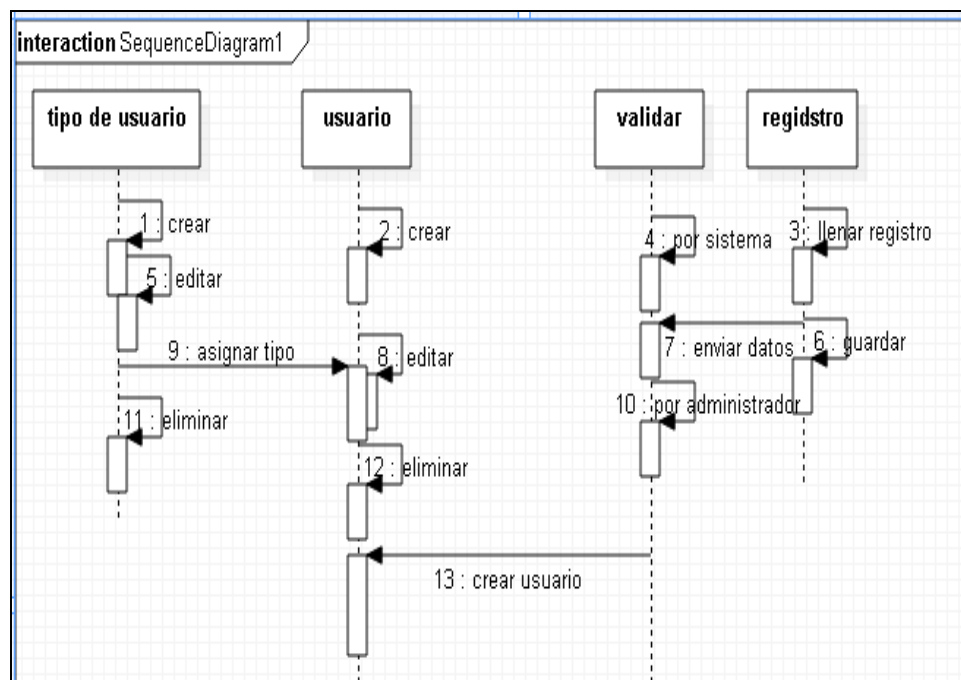 interaction SequenceDiagram1
tipo de usuario
usuario
validar
regidstro
1 : crear
2 : crear
4 : por sistema
3 : llenar registro
5 : editar
9 : asignar tipo
8 : editar
7 : enviar datos
6 : guardar
11 : eliminar
10 : por administrador
12 : eliminar
13 : crear usuario